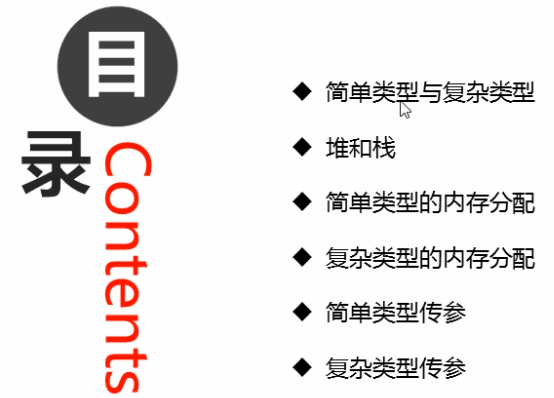 目录
Contents
◆ 简单类型与复杂类型
◆ 堆和栈
◆ 简单类型的内存分配
◆ 复杂类型的内存分配
◆ 简单类型传参
◆ 复杂类型传参